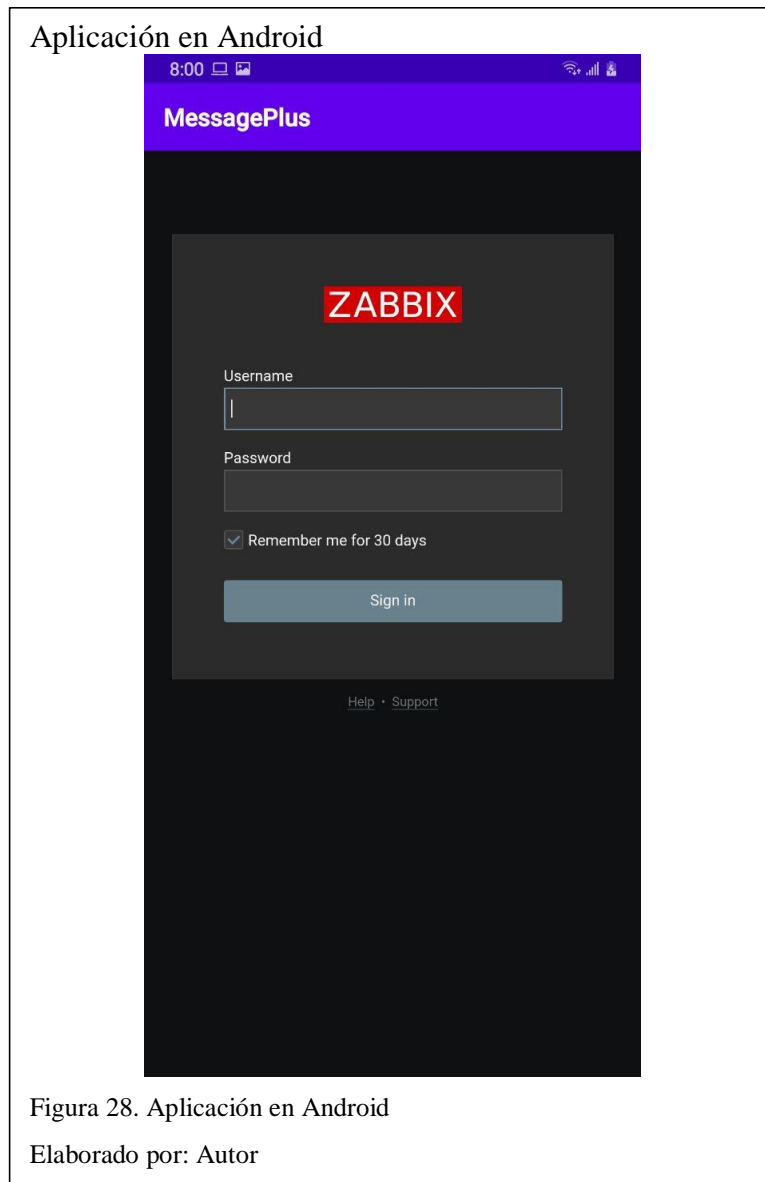 Aplicación en Android
8:00
MessagePlus
ZABBIX
Username
Password
Remember me for 30 days
Sign in
Help • Support
Figura 28. Aplicación en Android
Elaborado por: Autor